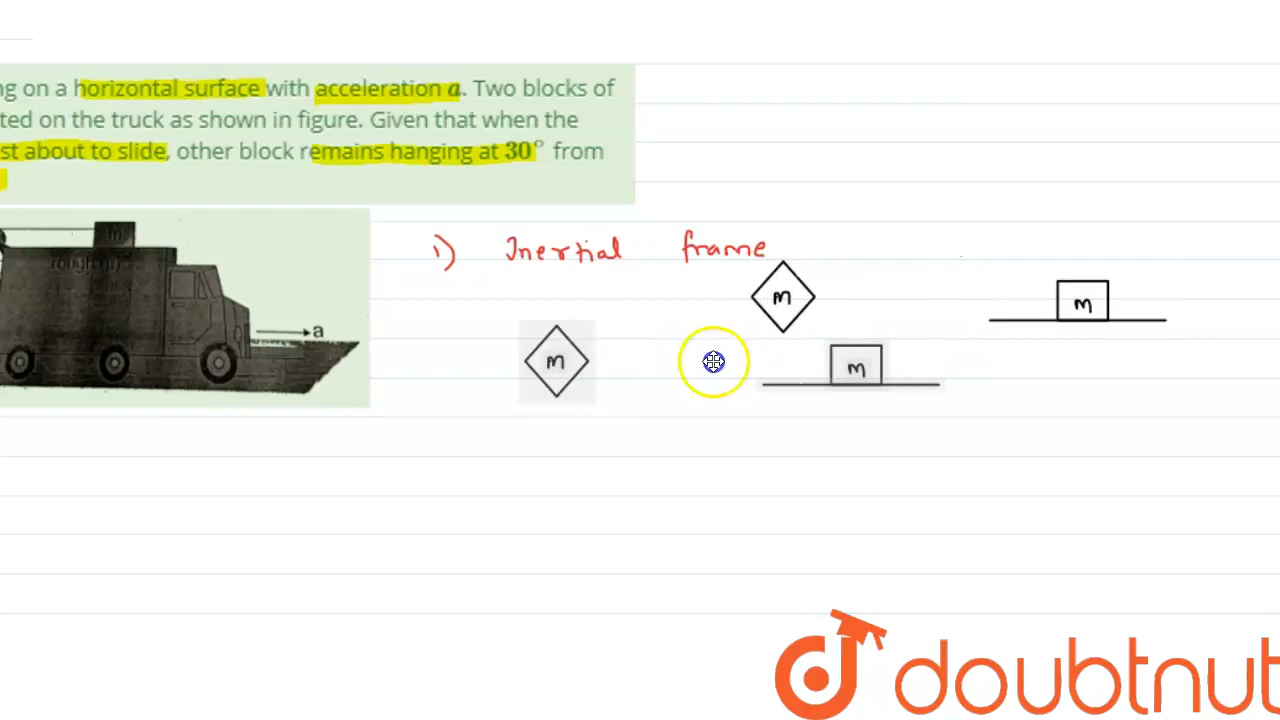 ng on a horizontal surface with acceleration a. Two blocks of
ted on the truck as shown in figure. Given that when the
st about to slide, other block remains hanging at 30° from
m
rough (μ)
a
1) Inertial frame
m
m
m
m
doubtnut